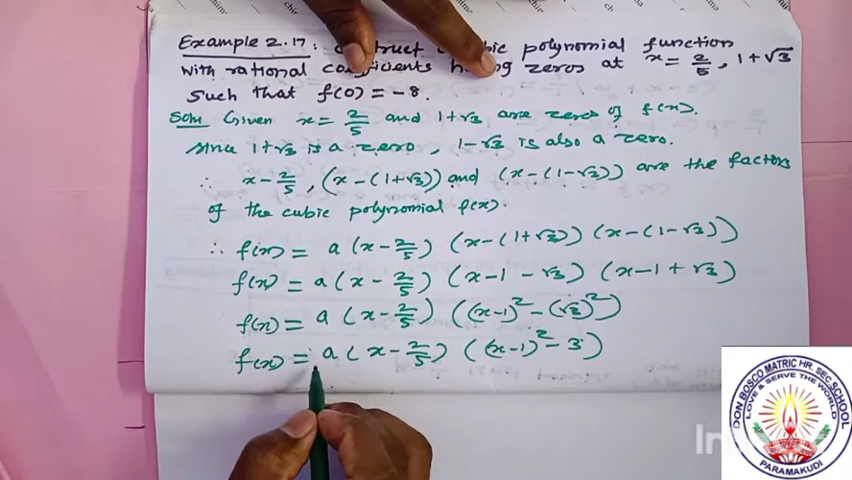 Example 2.17: construct cubic polynomial function
with rational coefficients having zeros at x = 2/5, 1+√3
such that f(0) = -8.
Soln Given x = 2/5 and 1+√3 are zeros of f(x).
since 1+√3 is a zero, 1-√3 is also a zero.
∴ x - 2/5, (x-(1+√3)) and (x-(1-√3)) are the factors
of the cubic polynomial f(x).
∴ f(x) = a (x - 2/5) (x-(1+√3)) (x-(1-√3))
f(x) = a (x - 2/5) (x-1-√3) (x-1+√3)
f(x) = a (x - 2/5) ((x-1)² - (√3)²)
f(x) = a (x - 2/5) ((x-1)² - 3)
DON BOSCO MATRIC HR. SEC SCHOOL
LOVE & SERVE THE WORLD
PARAMAKUDI